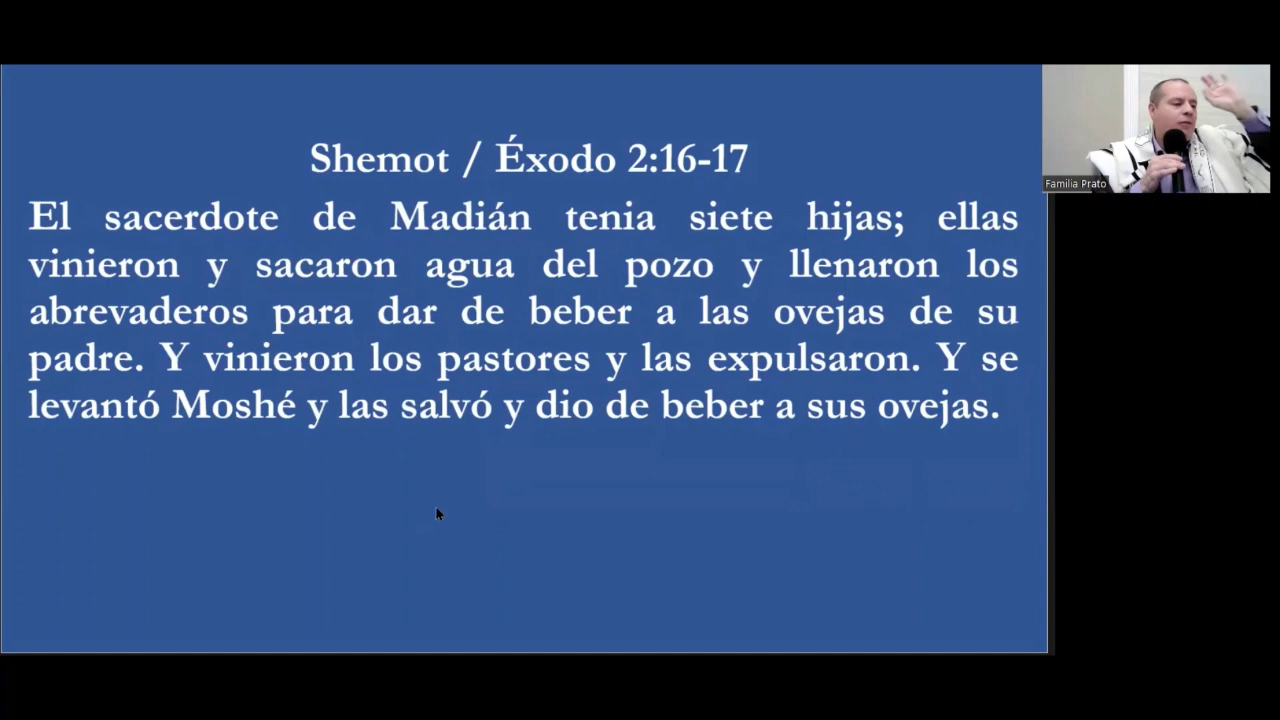 Shemot / Éxodo 2:16-17
El sacerdote de Madián tenia siete hijas; ellas
vinieron y sacaron agua del pozo y llenaron los
abrevaderos para dar de beber a las ovejas de su
padre. Y vinieron los pastores y las expulsaron. Y se
levantó Moshé y las salvó y dio de beber a sus ovejas.
Familia Prato